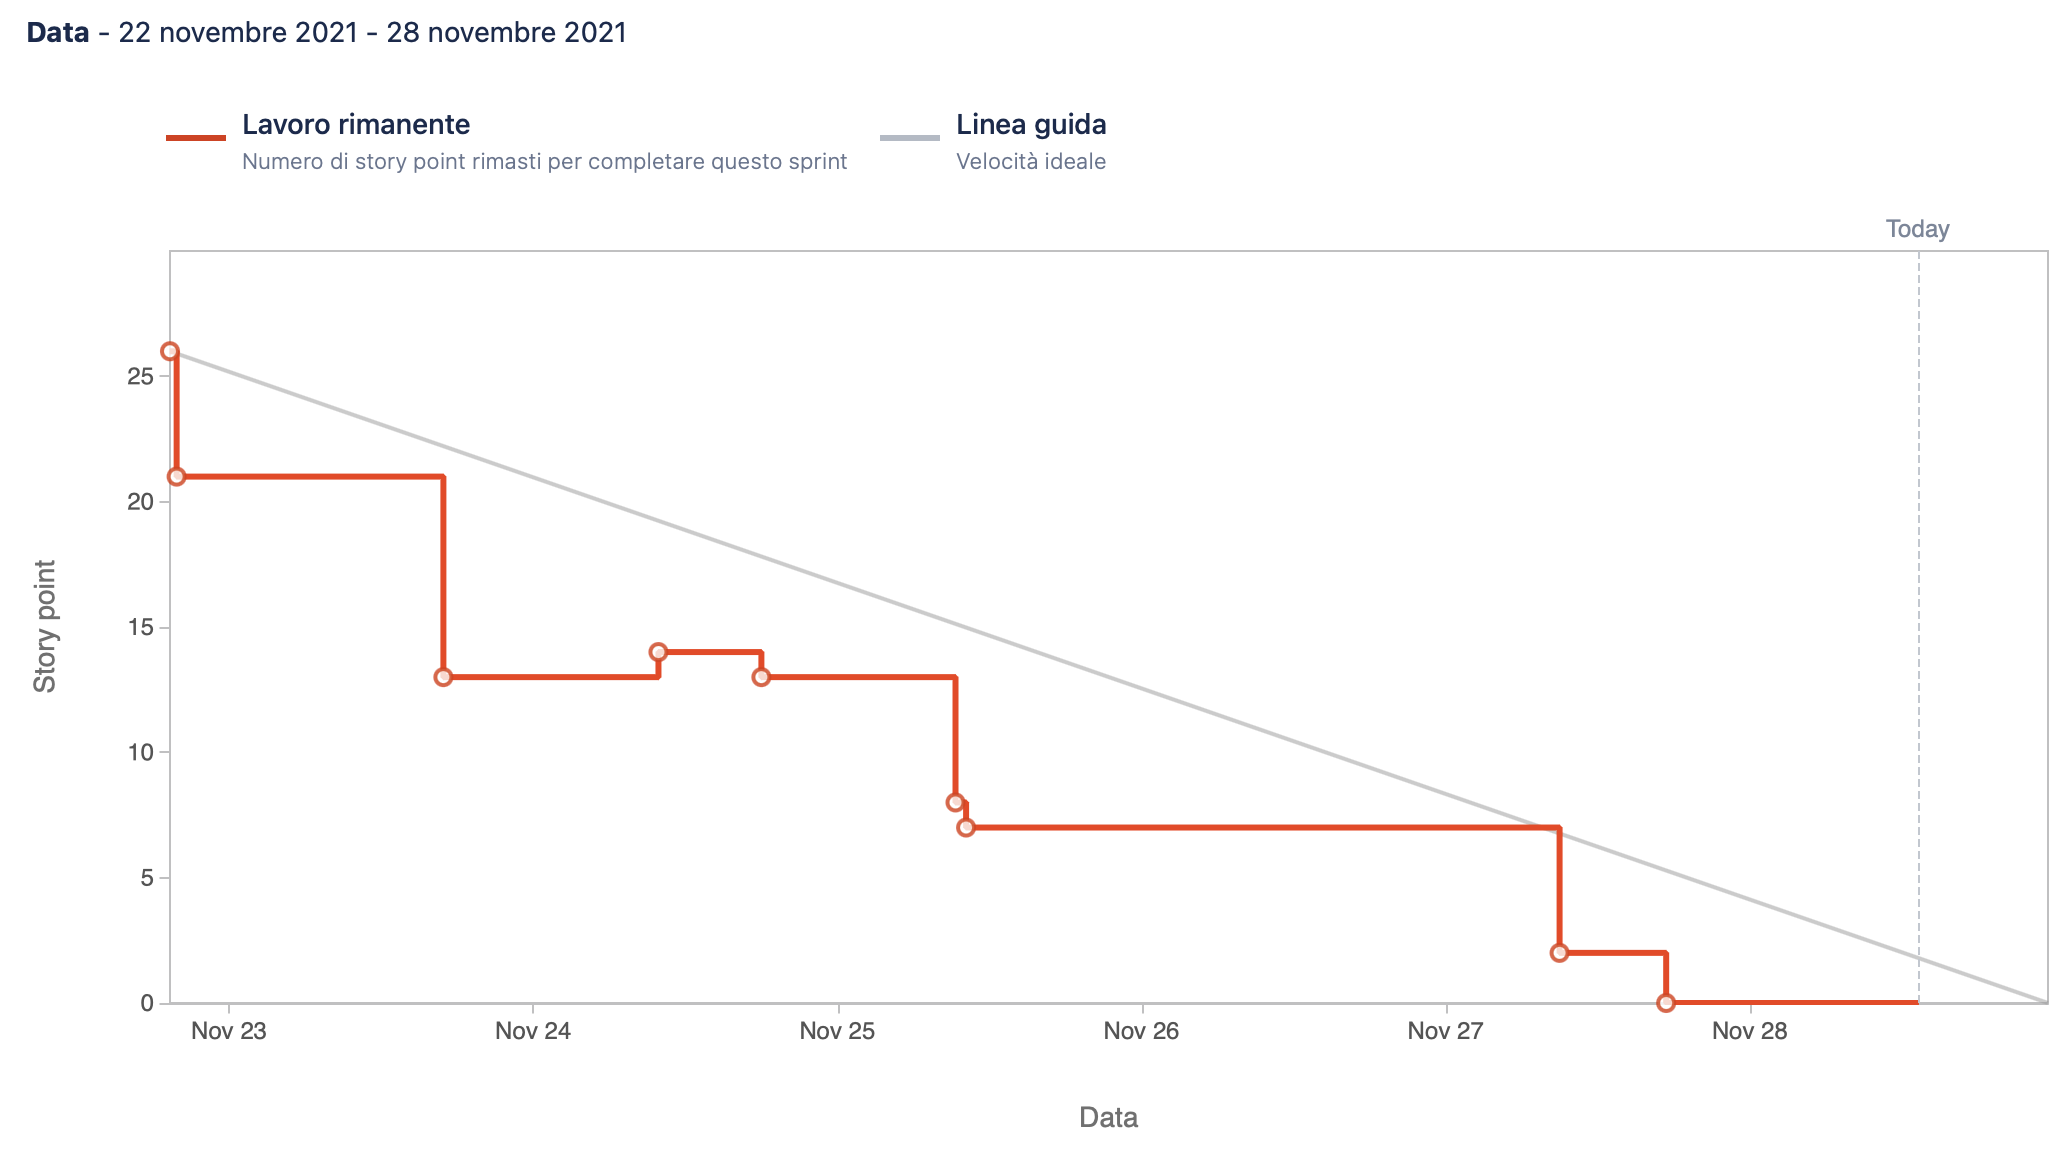 Data - 22 novembre 2021 - 28 novembre 2021
Lavoro rimanente
Numero di story point rimasti per completare questo sprint
Linea guida
Velocità ideale
Today
25
20
15
10
5
0
Story point
Nov 23
Nov 24
Nov 25
Nov 26
Nov 27
Nov 28
Data